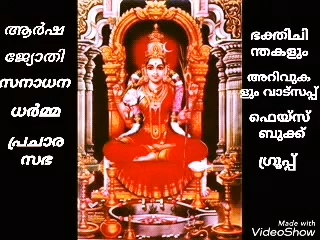 ആർഷ
ജ്യോതി
സനാധന
ധർമ്മ
പ്രചാര
സഭ
ഭക്തിചി
ന്തകളും
അറിവുക
ളും വാട്സപ്പ്
ഫെയ്സ്
ബുക്ക്
ഗ്രൂപ്പ്
Made with
VideoShow